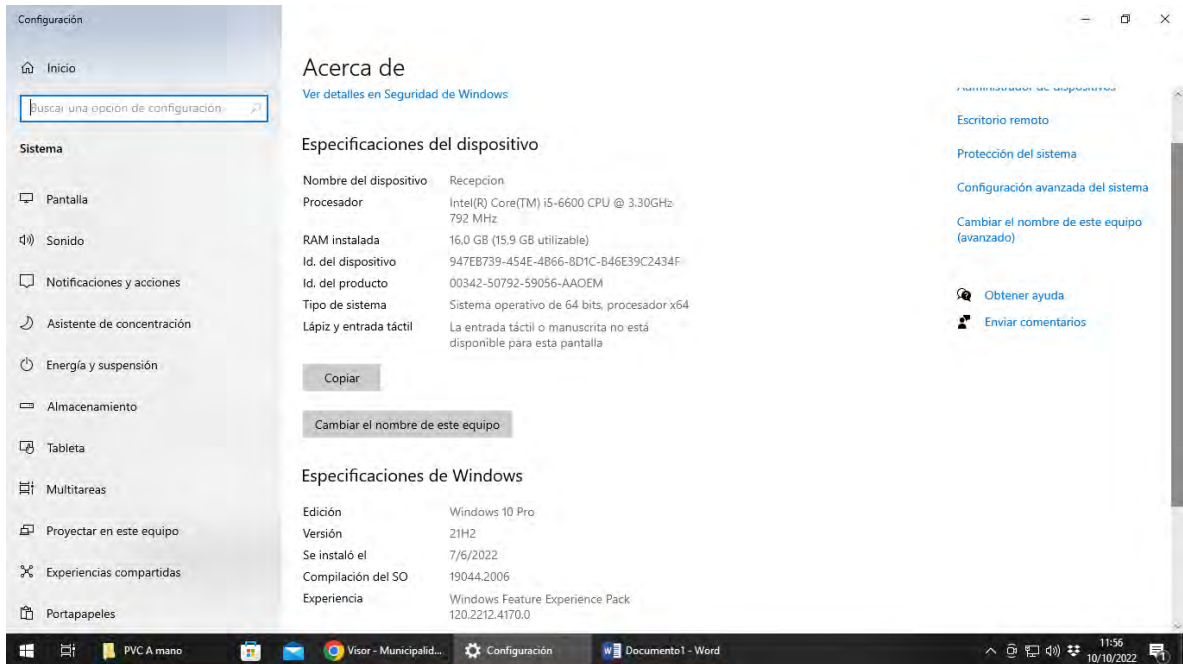 Configuración
Inicio
Buscar una opción de configuración
Sistema
Pantalla
Sonido
Notificaciones y acciones
Asistente de concentración
Energía y suspensión
Almacenamiento
Tableta
Multitareas
Proyectar en este equipo
Experiencias compartidas
Portapapeles
Acerca de
Ver detalles en Seguridad de Windows
Especificaciones del dispositivo
Nombre del dispositivo Recepcion
Procesador Intel(R) Core(TM) i5-6600 CPU @ 3.30GHz
792 MHz
RAM instalada 16,0 GB (15,9 GB utilizable)
Id. del dispositivo 947EB739-454E-4B66-8D1C-B46E39C2434F
Id. del producto 00342-50792-59056-AAOEM
Tipo de sistema Sistema operativo de 64 bits, procesador x64
Lápiz y entrada táctil La entrada táctil o manuscrita no está
disponible para esta pantalla
Copiar
Cambiar el nombre de este equipo
Especificaciones de Windows
Edición Windows 10 Pro
Versión 21H2
Se instaló el 7/6/2022
Compilación del SO 19044.2006
Experiencia Windows Feature Experience Pack
120.2212.4170.0
Administrador de dispositivos
Escritorio remoto
Protección del sistema
Configuración avanzada del sistema
Cambiar el nombre de este equipo
(avanzado)
Obtener ayuda
Enviar comentarios
PVC A mano
Visor - Municipalid...
Configuración
Documento1 - Word
11:56
10/10/2022